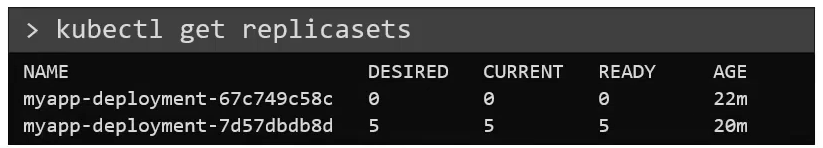 > kubectl get replicasets
NAME DESIRED CURRENT READY AGE
myapp-deployment-67c749c58c 0 0 0 22m
myapp-deployment-7d57dbdb8d 5 5 5 20m